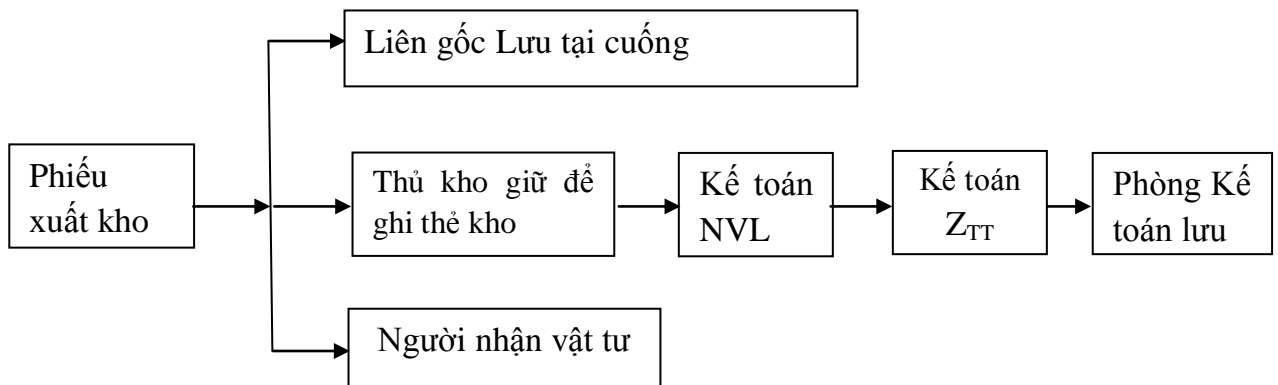 Liên gốc Lưu tại cuống
Phiếu
xuất kho
Thủ kho giữ để
ghi thẻ kho
Kế toán
NVL
Kế toán
ZTT
Phòng Kế
toán lưu
Người nhận vật tư